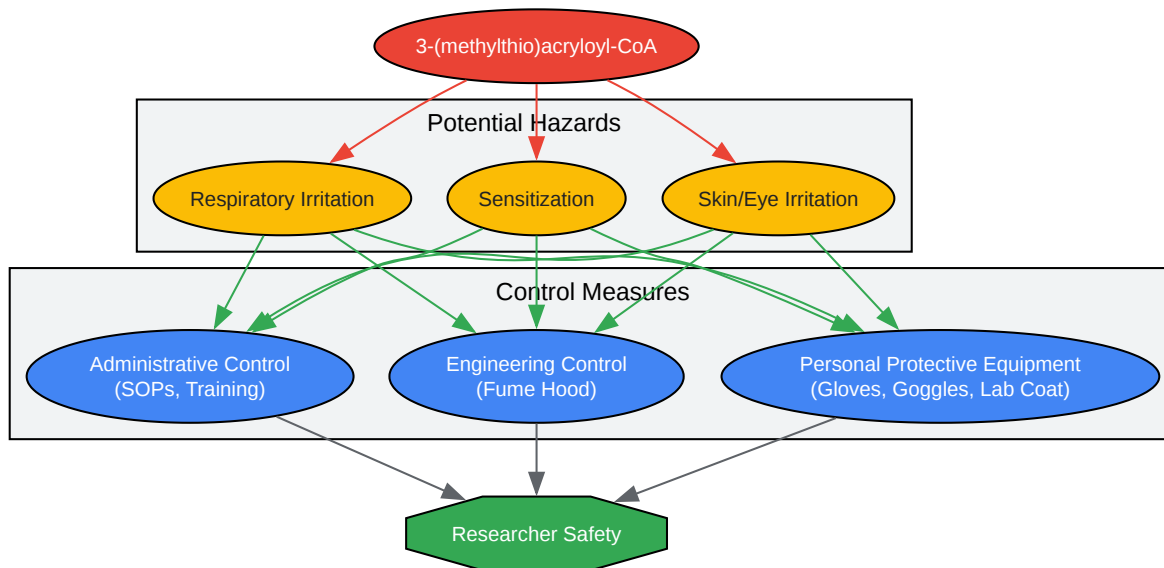 3-(methylthio)acryloyl-CoA
Potential Hazards
Respiratory Irritation
Sensitization
Skin/Eye Irritation
Control Measures
Administrative Control
(SOPs, Training)
Engineering Control
(Fume Hood)
Personal Protective Equipment
(Gloves, Goggles, Lab Coat)
Researcher Safety